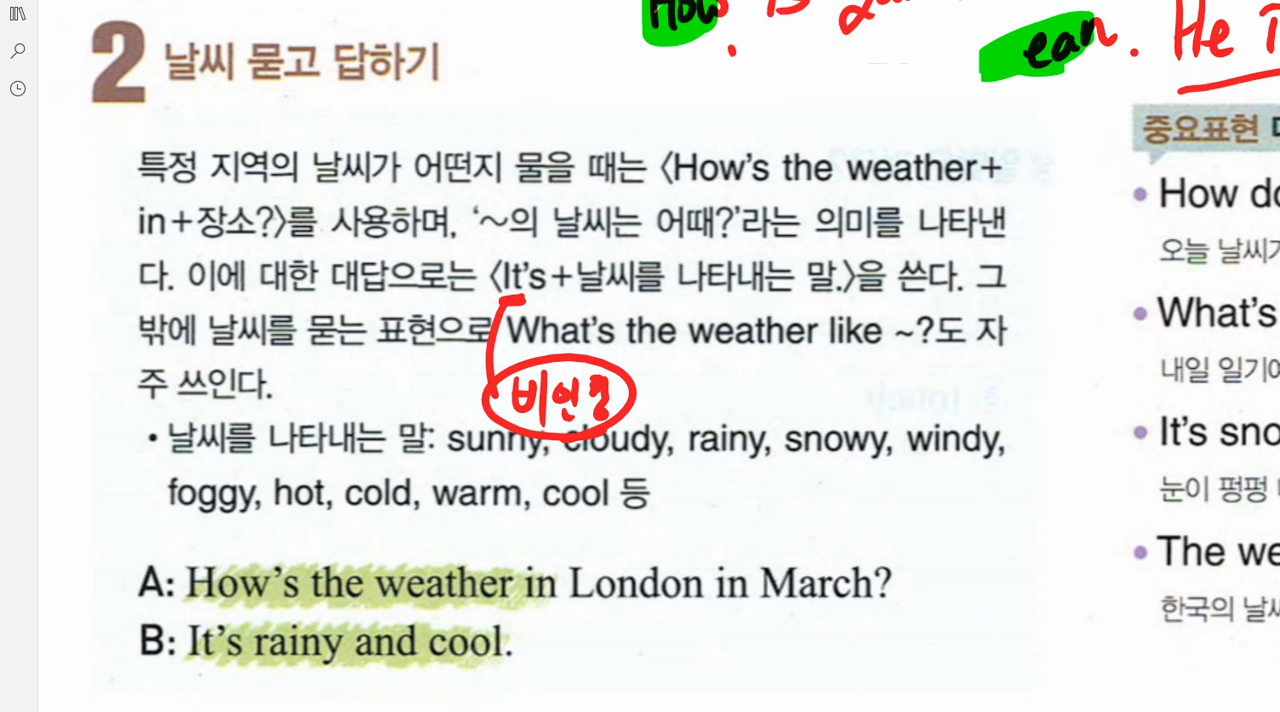 How is
ean. He
2 날씨 묻고 답하기
특정 지역의 날씨가 어떤지 물을 때는 〈How's the weather+
in+장소?〉를 사용하며, '~의 날씨는 어때?'라는 의미를 나타낸
다. 이에 대한 대답으로는 〈It's+날씨를 나타내는 말.〉을 쓴다. 그
밖에 날씨를 묻는 표현으로 What's the weather like ~?도 자
주 쓰인다.
비인칭
• 날씨를 나타내는 말: sunny, cloudy, rainy, snowy, windy,
foggy, hot, cold, warm, cool 등
A: How's the weather in London in March?
B: It's rainy and cool.
중요표현
• How do
오늘 날씨가
• What's
내일 일기예
• It's sno
눈이 펑펑
• The we
한국의 날씨